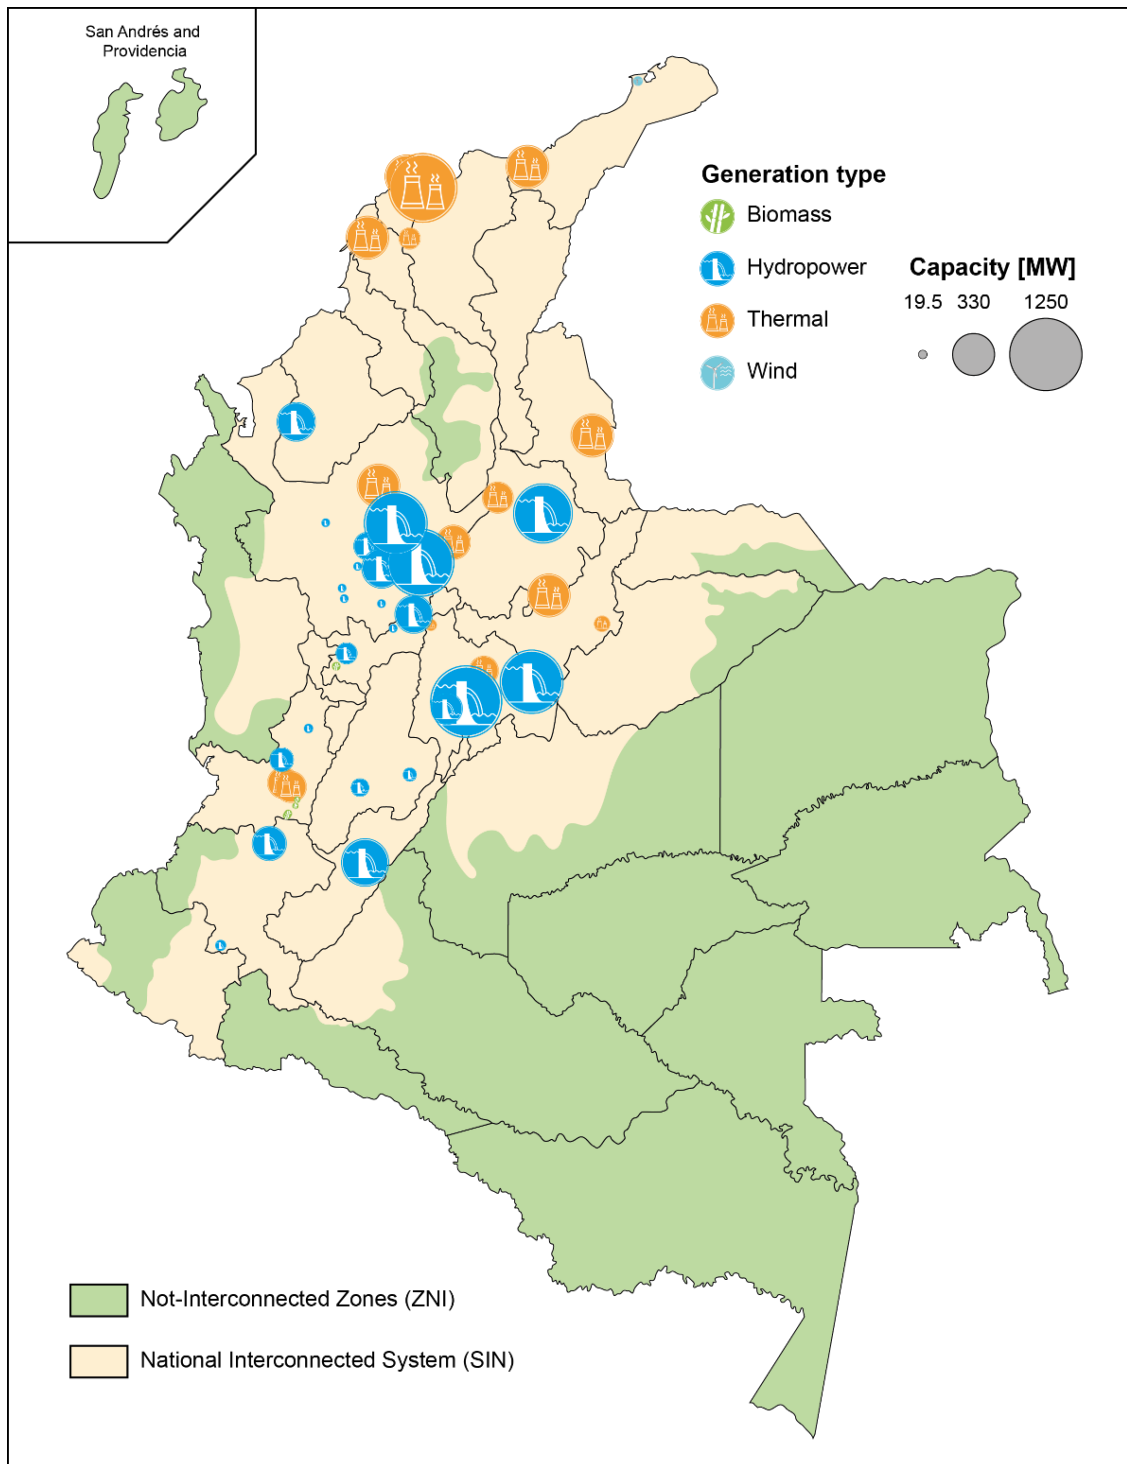 San Andrés and
Providencia
Generation type
Biomass
Hydropower
Thermal
Wind
Capacity [MW]
19.5 330 1250
Not-Interconnected Zones (ZNI)
National Interconnected System (SIN)